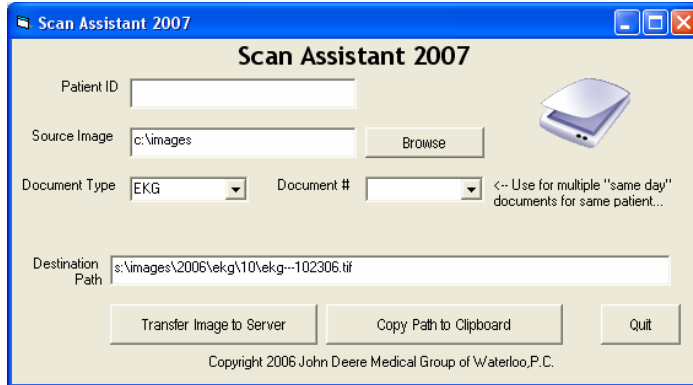 Scan Assistant 2007
Scan Assistant 2007
Patient ID
Source Image c:\images Browse
Document Type EKG Document # <-- Use for multiple "same day"
documents for same patient...
Destination s:\images\2006\ekg\10\ekg---102306.tif
Path
Transfer Image to Server Copy Path to Clipboard Quit
Copyright 2006 John Deere Medical Group of Waterloo,P.C.